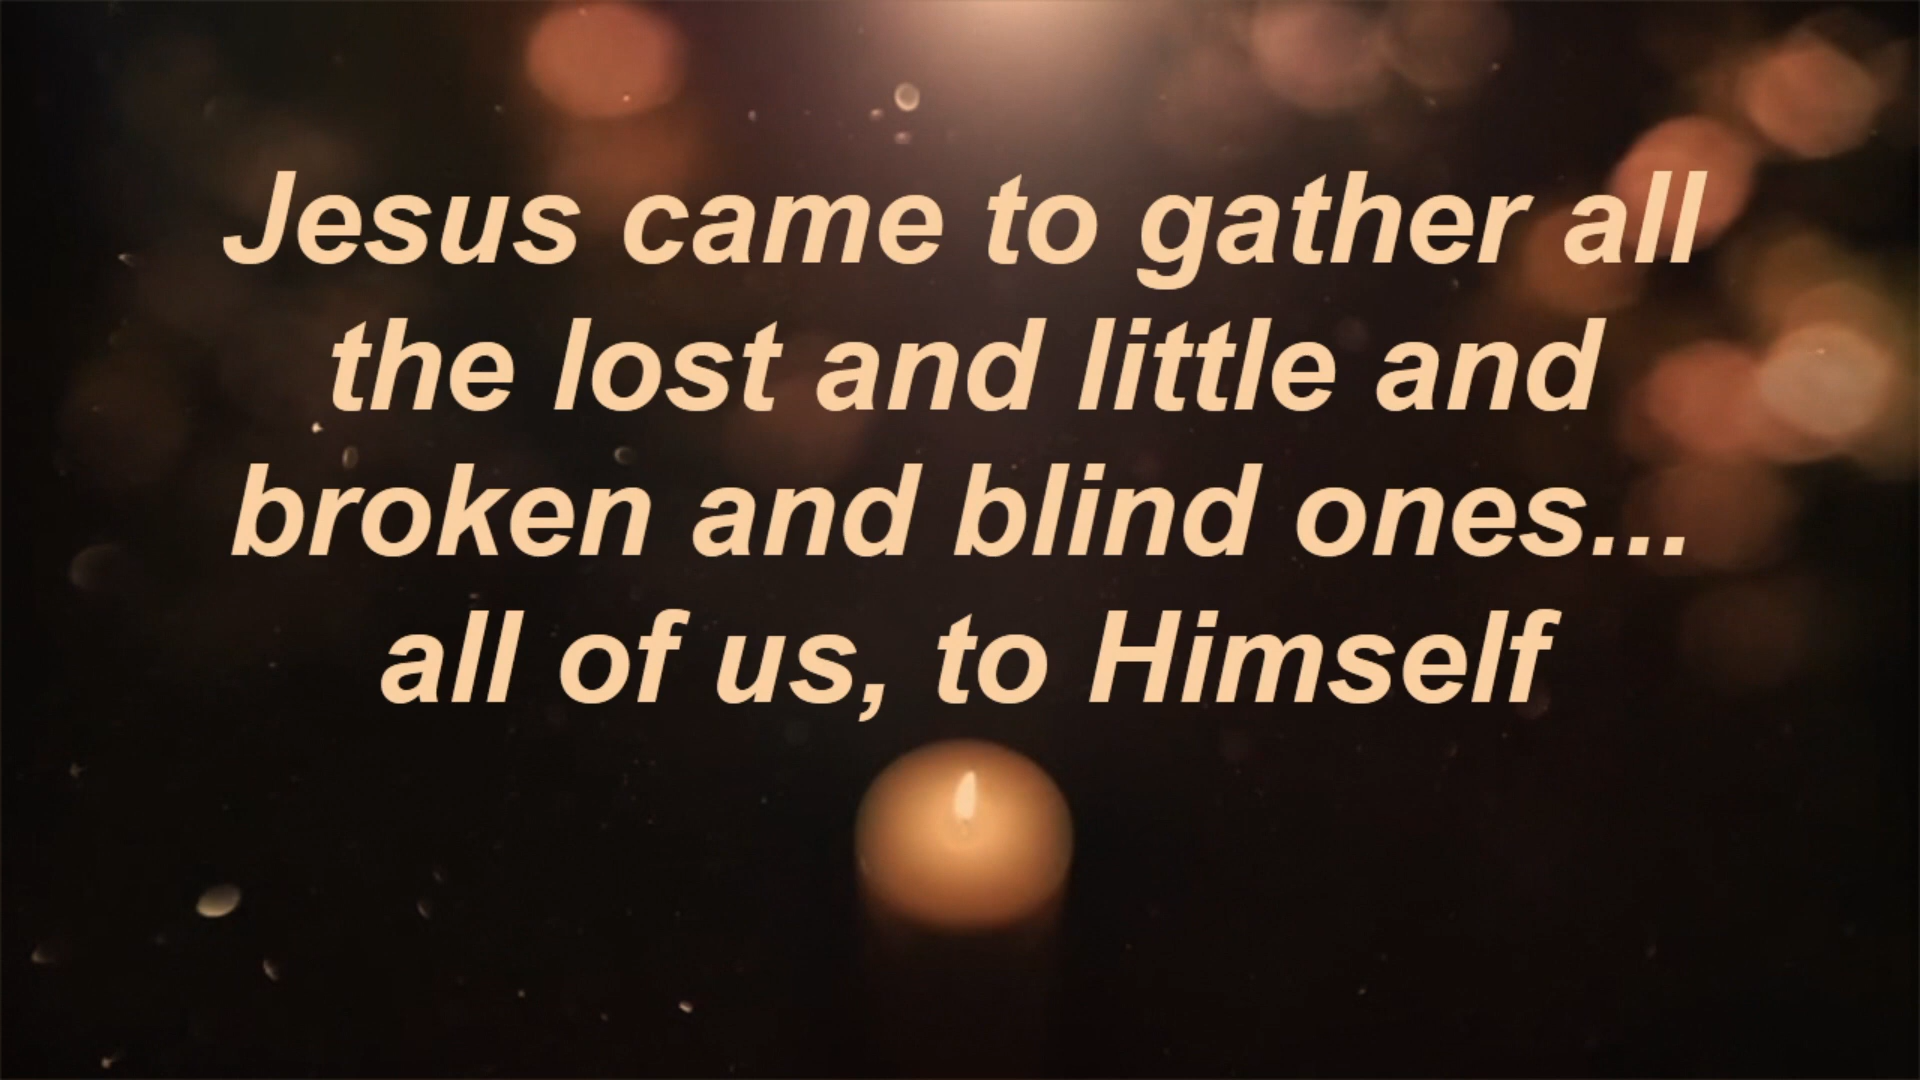 Jesus came to gather all
the lost and little and
broken and blind ones...
all of us, to Himself